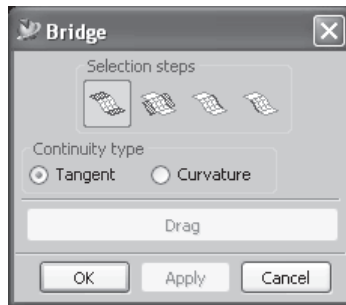 Bridge
Selection steps
Continuity type
Tangent Curvature
Drag
OK Apply Cancel